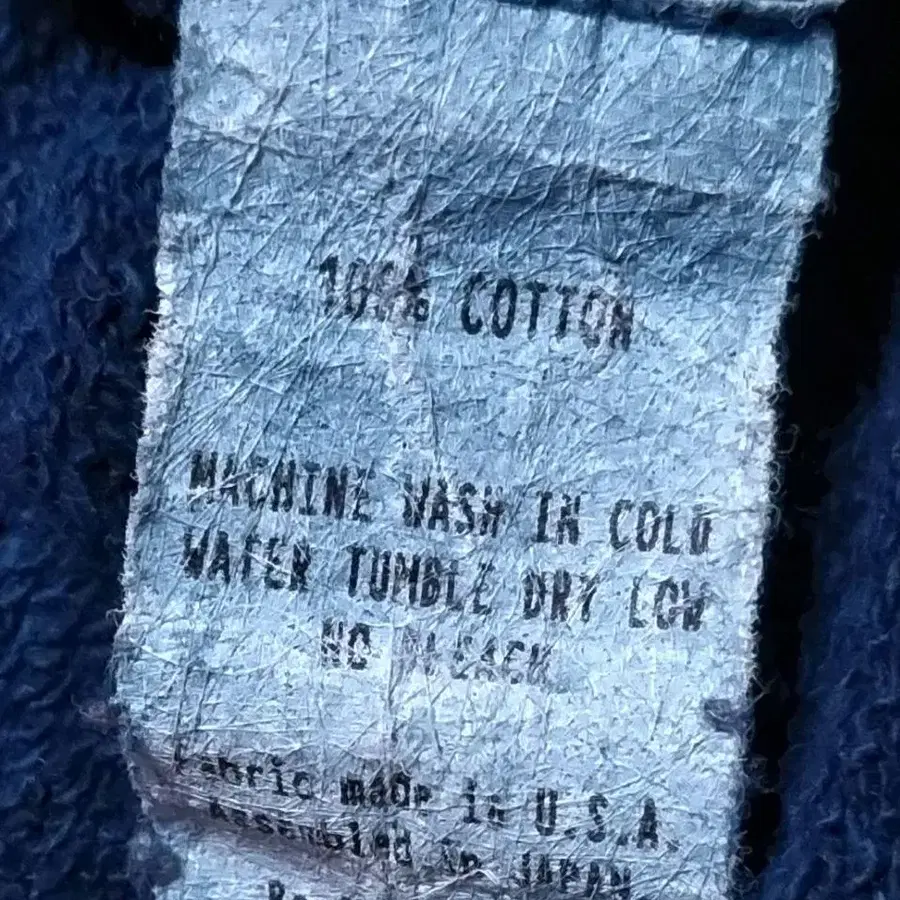 100% COTTON
MACHINE WASH IN COLD
WATER TUMBLE DRY LOW
NO BLEACH
Fabric made in U.S.A.
Assembled in JAPAN